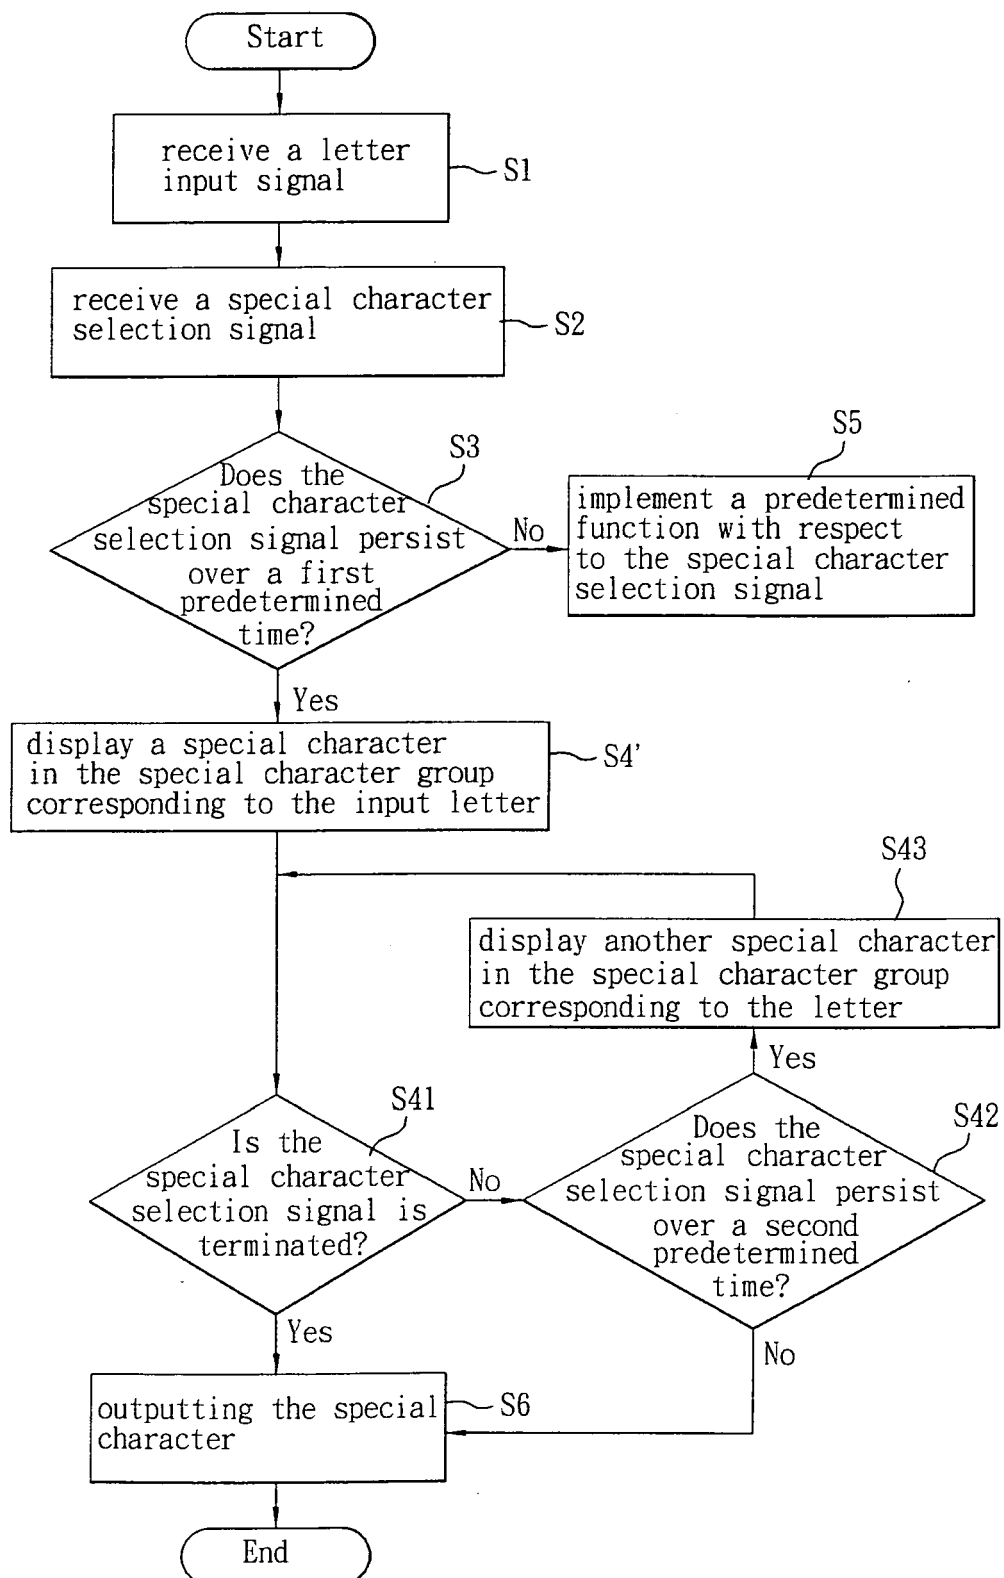 Start
receive a letter
input signal
S1
receive a special character
selection signal
S2
S3
Does the
special character
selection signal persist
over a first
predetermined
time?
No
S5
implement a predetermined
function with respect
to the special character
selection signal
Yes
display a special character
in the special character group
corresponding to the input letter
S4'
S43
display another special character
in the special character group
corresponding to the letter
Yes
S41
Is the
special character
selection signal is
terminated?
No
S42
Does the
special character
selection signal persist
over a second
predetermined
time?
Yes
No
outputting the special
character
S6
End